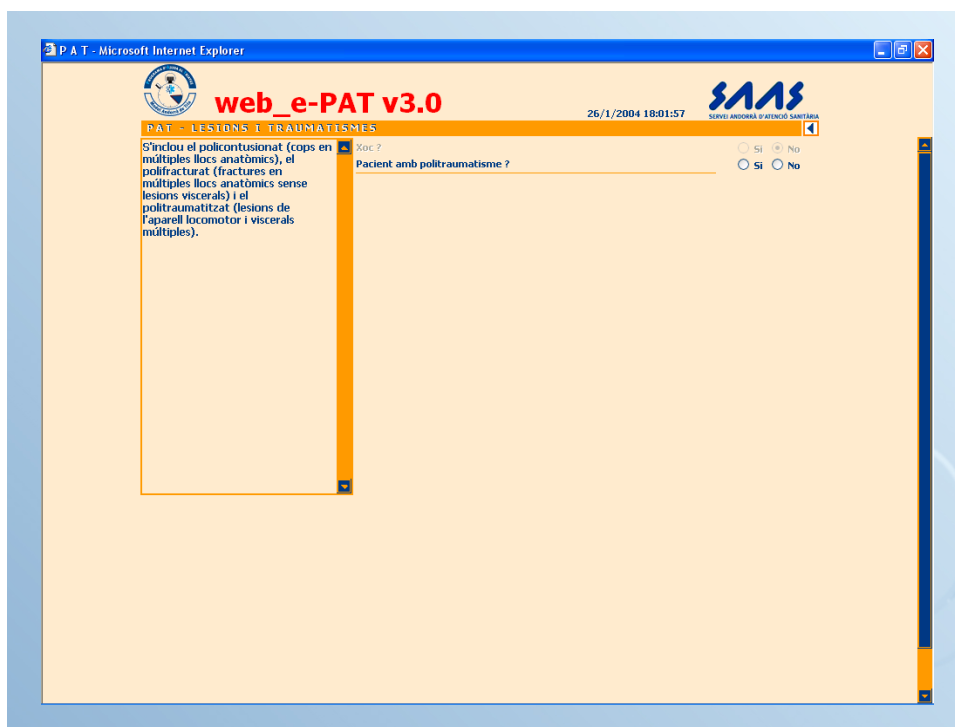 P A T - Microsoft Internet Explorer
web_e-PAT v3.0
26/1/2004 18:01:57
SAAS
SERVEI ANDORRÀ D'ATENCIÓ SANITÀRIA
PAT - LESIONS I TRAUMATISMES
S'inclou el policontusionat (cops en
múltiples llocs anatòmics), el
polifracturat (fractures en
múltiples llocs anatòmics sense
lesions viscerals) i el
politraumatitzat (lesions de
l'aparell locomotor i viscerals
múltiples).
Xoc ? Si No
Pacient amb politraumatisme ? Si No